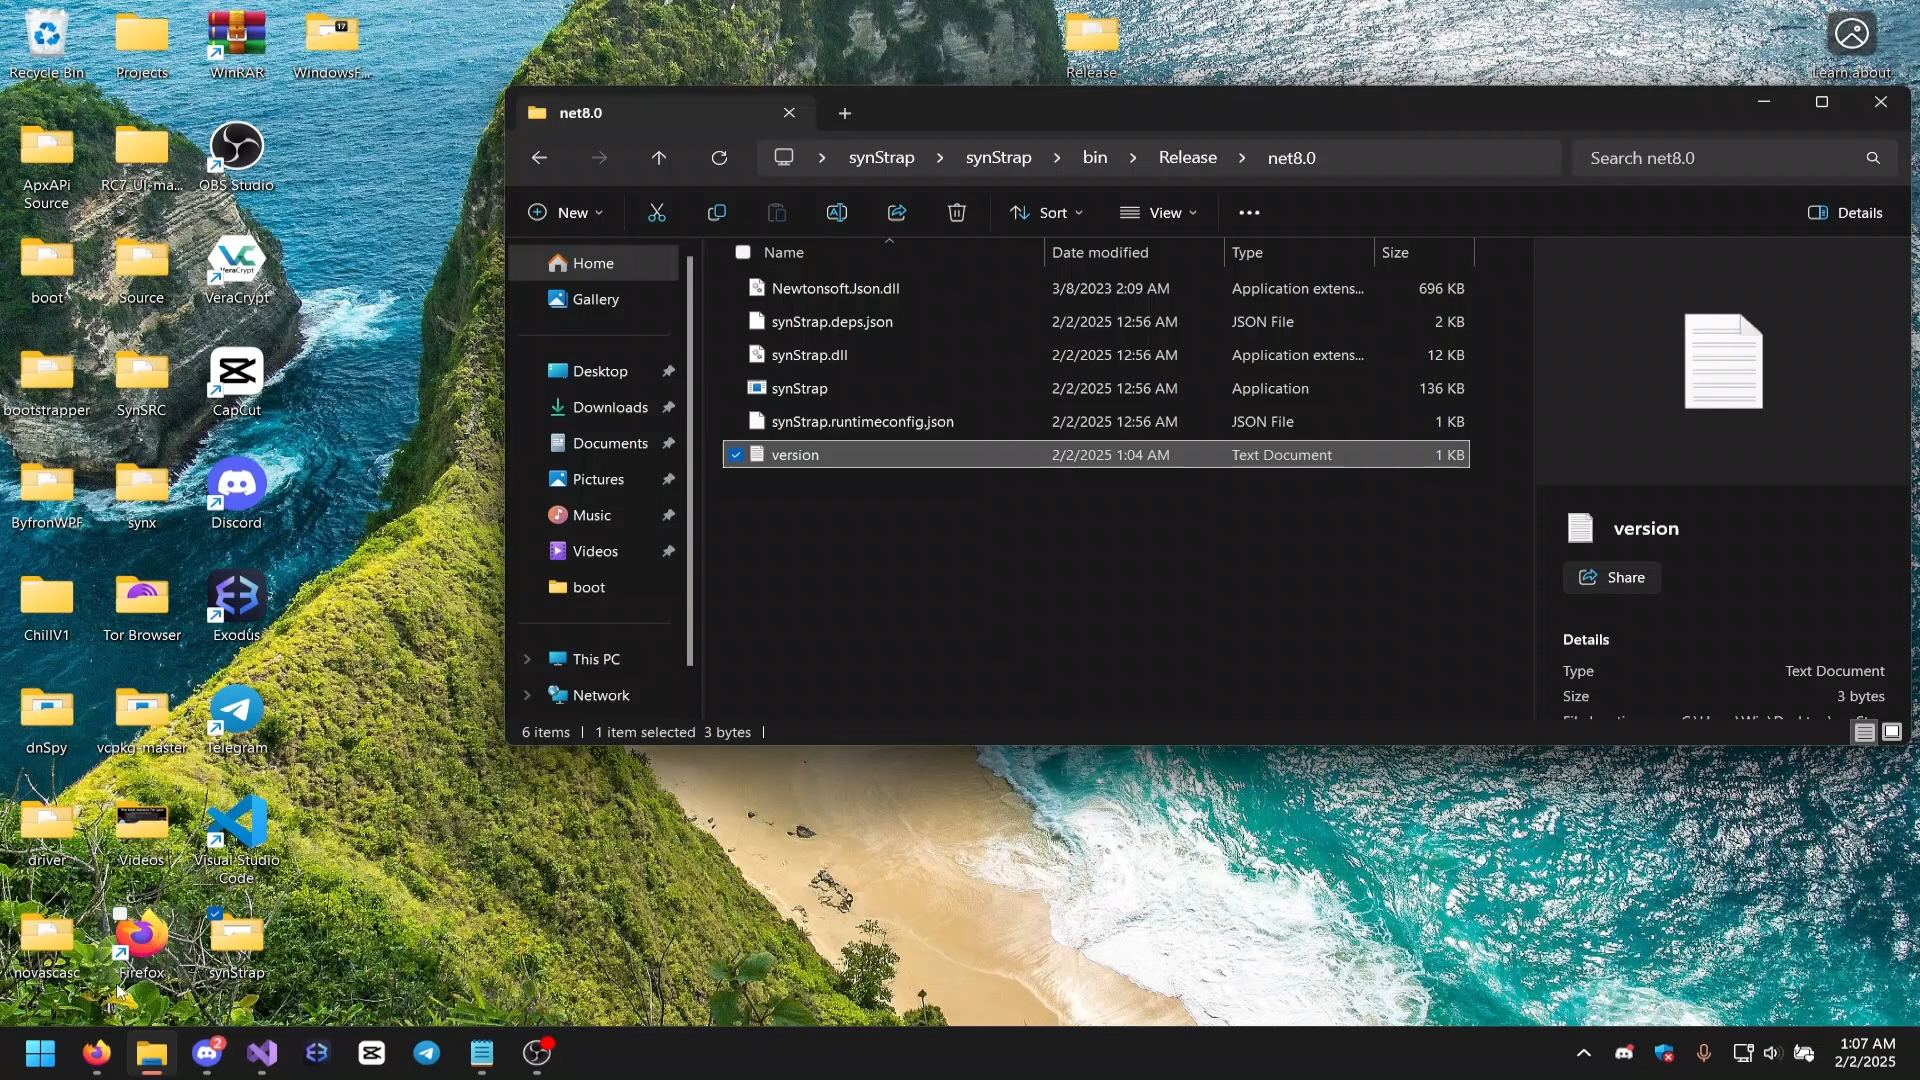 Recycle Bin
Projects
WinRAR
WindowsF...
Release
Learn about
ApxAPi
Source
RC7_UI-ma...
OBS Studio
boot
Source
VeraCrypt
bootstrapper
SynSRC
CapCut
ByfronWPF
synx
Discord
ChillV1
Tor Browser
Exodus
dnSpy
vcpkg-master
Telegram
driver
Videos
Visual Studio
Code
novascasc
Firefox
synStrap
net8.0
synStrap
synStrap
bin
Release
net8.0
Search net8.0
New
Sort
View
Details
Home
Gallery
Desktop
Downloads
Documents
Pictures
Music
Videos
boot
This PC
Network
Name Date modified Type Size
Newtonsoft.Json.dll 3/8/2023 2:09 AM Application extens... 696 KB
synStrap.deps.json 2/2/2025 12:56 AM JSON File 2 KB
synStrap.dll 2/2/2025 12:56 AM Application extens... 12 KB
synStrap 2/2/2025 12:56 AM Application 136 KB
synStrap.runtimeconfig.json 2/2/2025 12:56 AM JSON File 1 KB
version 2/2/2025 1:04 AM Text Document 1 KB
version
Share
Details
Type Text Document
Size 3 bytes
6 items 1 item selected 3 bytes
2
1:07 AM
2/2/2025